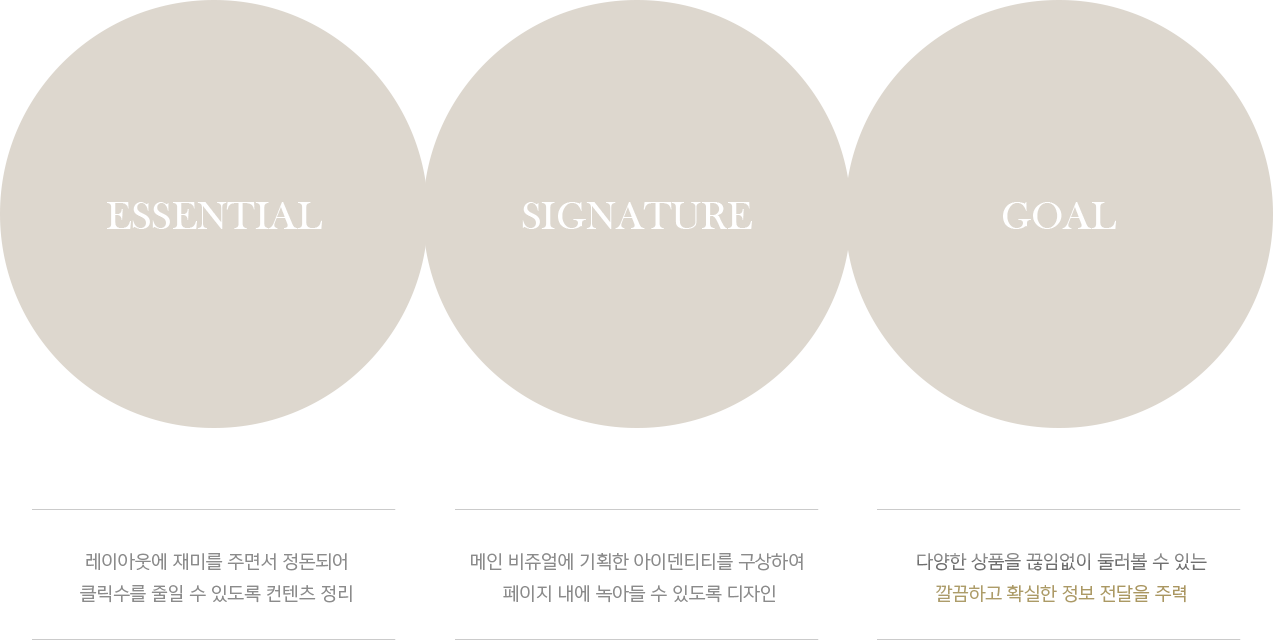 ESSENTIAL
SIGNATURE
GOAL
레이아웃에 재미를 주면서 정돈되어
클릭수를 줄일 수 있도록 컨텐츠 정리
메인 비쥬얼에 기획한 아이덴티티를 구상하여
페이지 내에 녹아들 수 있도록 디자인
다양한 상품을 끊임없이 둘러볼 수 있는
깔끔하고 확실한 정보 전달을 주력